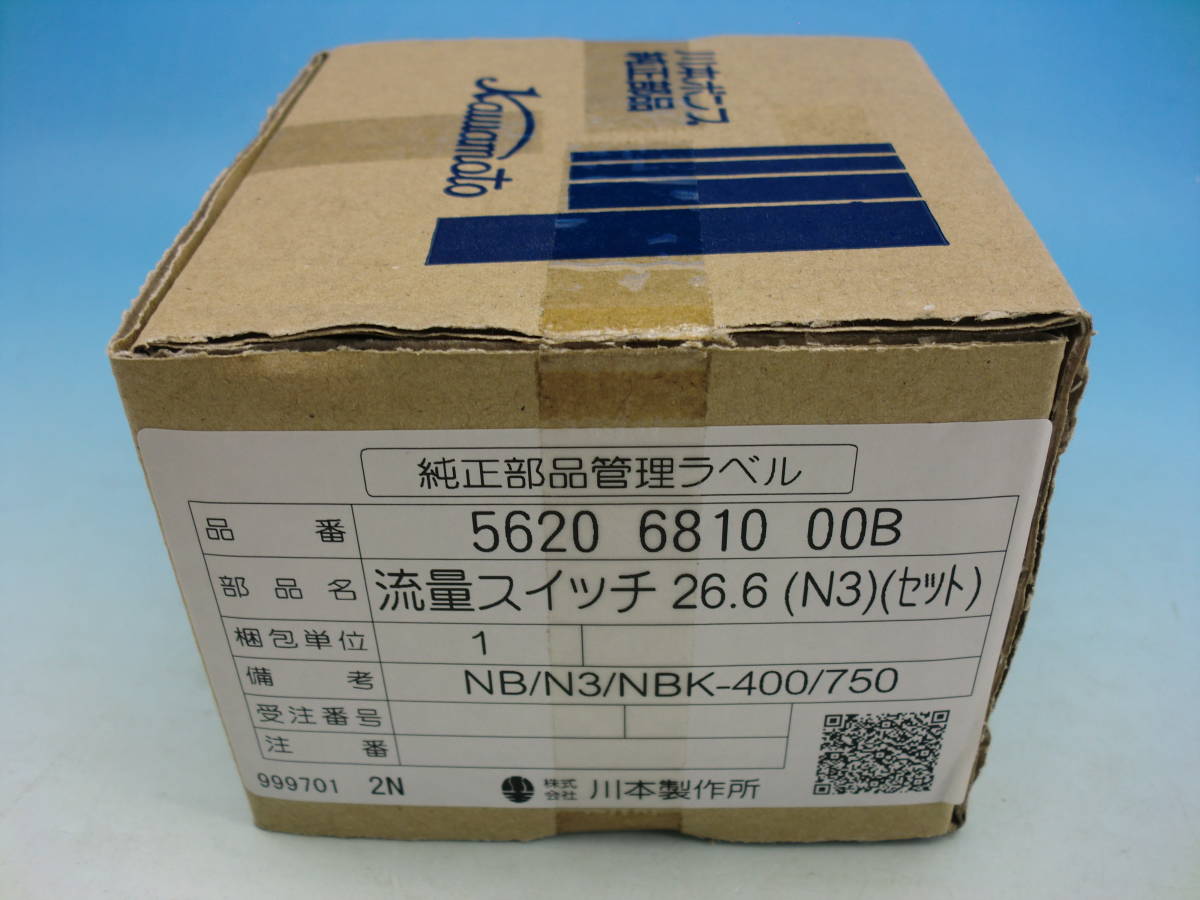 川本ポンプ
純正部品
Kawamoto
純正部品管理ラベル
品番 5620 6810 00B
部品名 流量スイッチ 26.6 (N3)(セット)
梱包単位 1
備考 NB/N3/NBK-400/750
受注番号
注番
999701 2N 株式会社 川本製作所